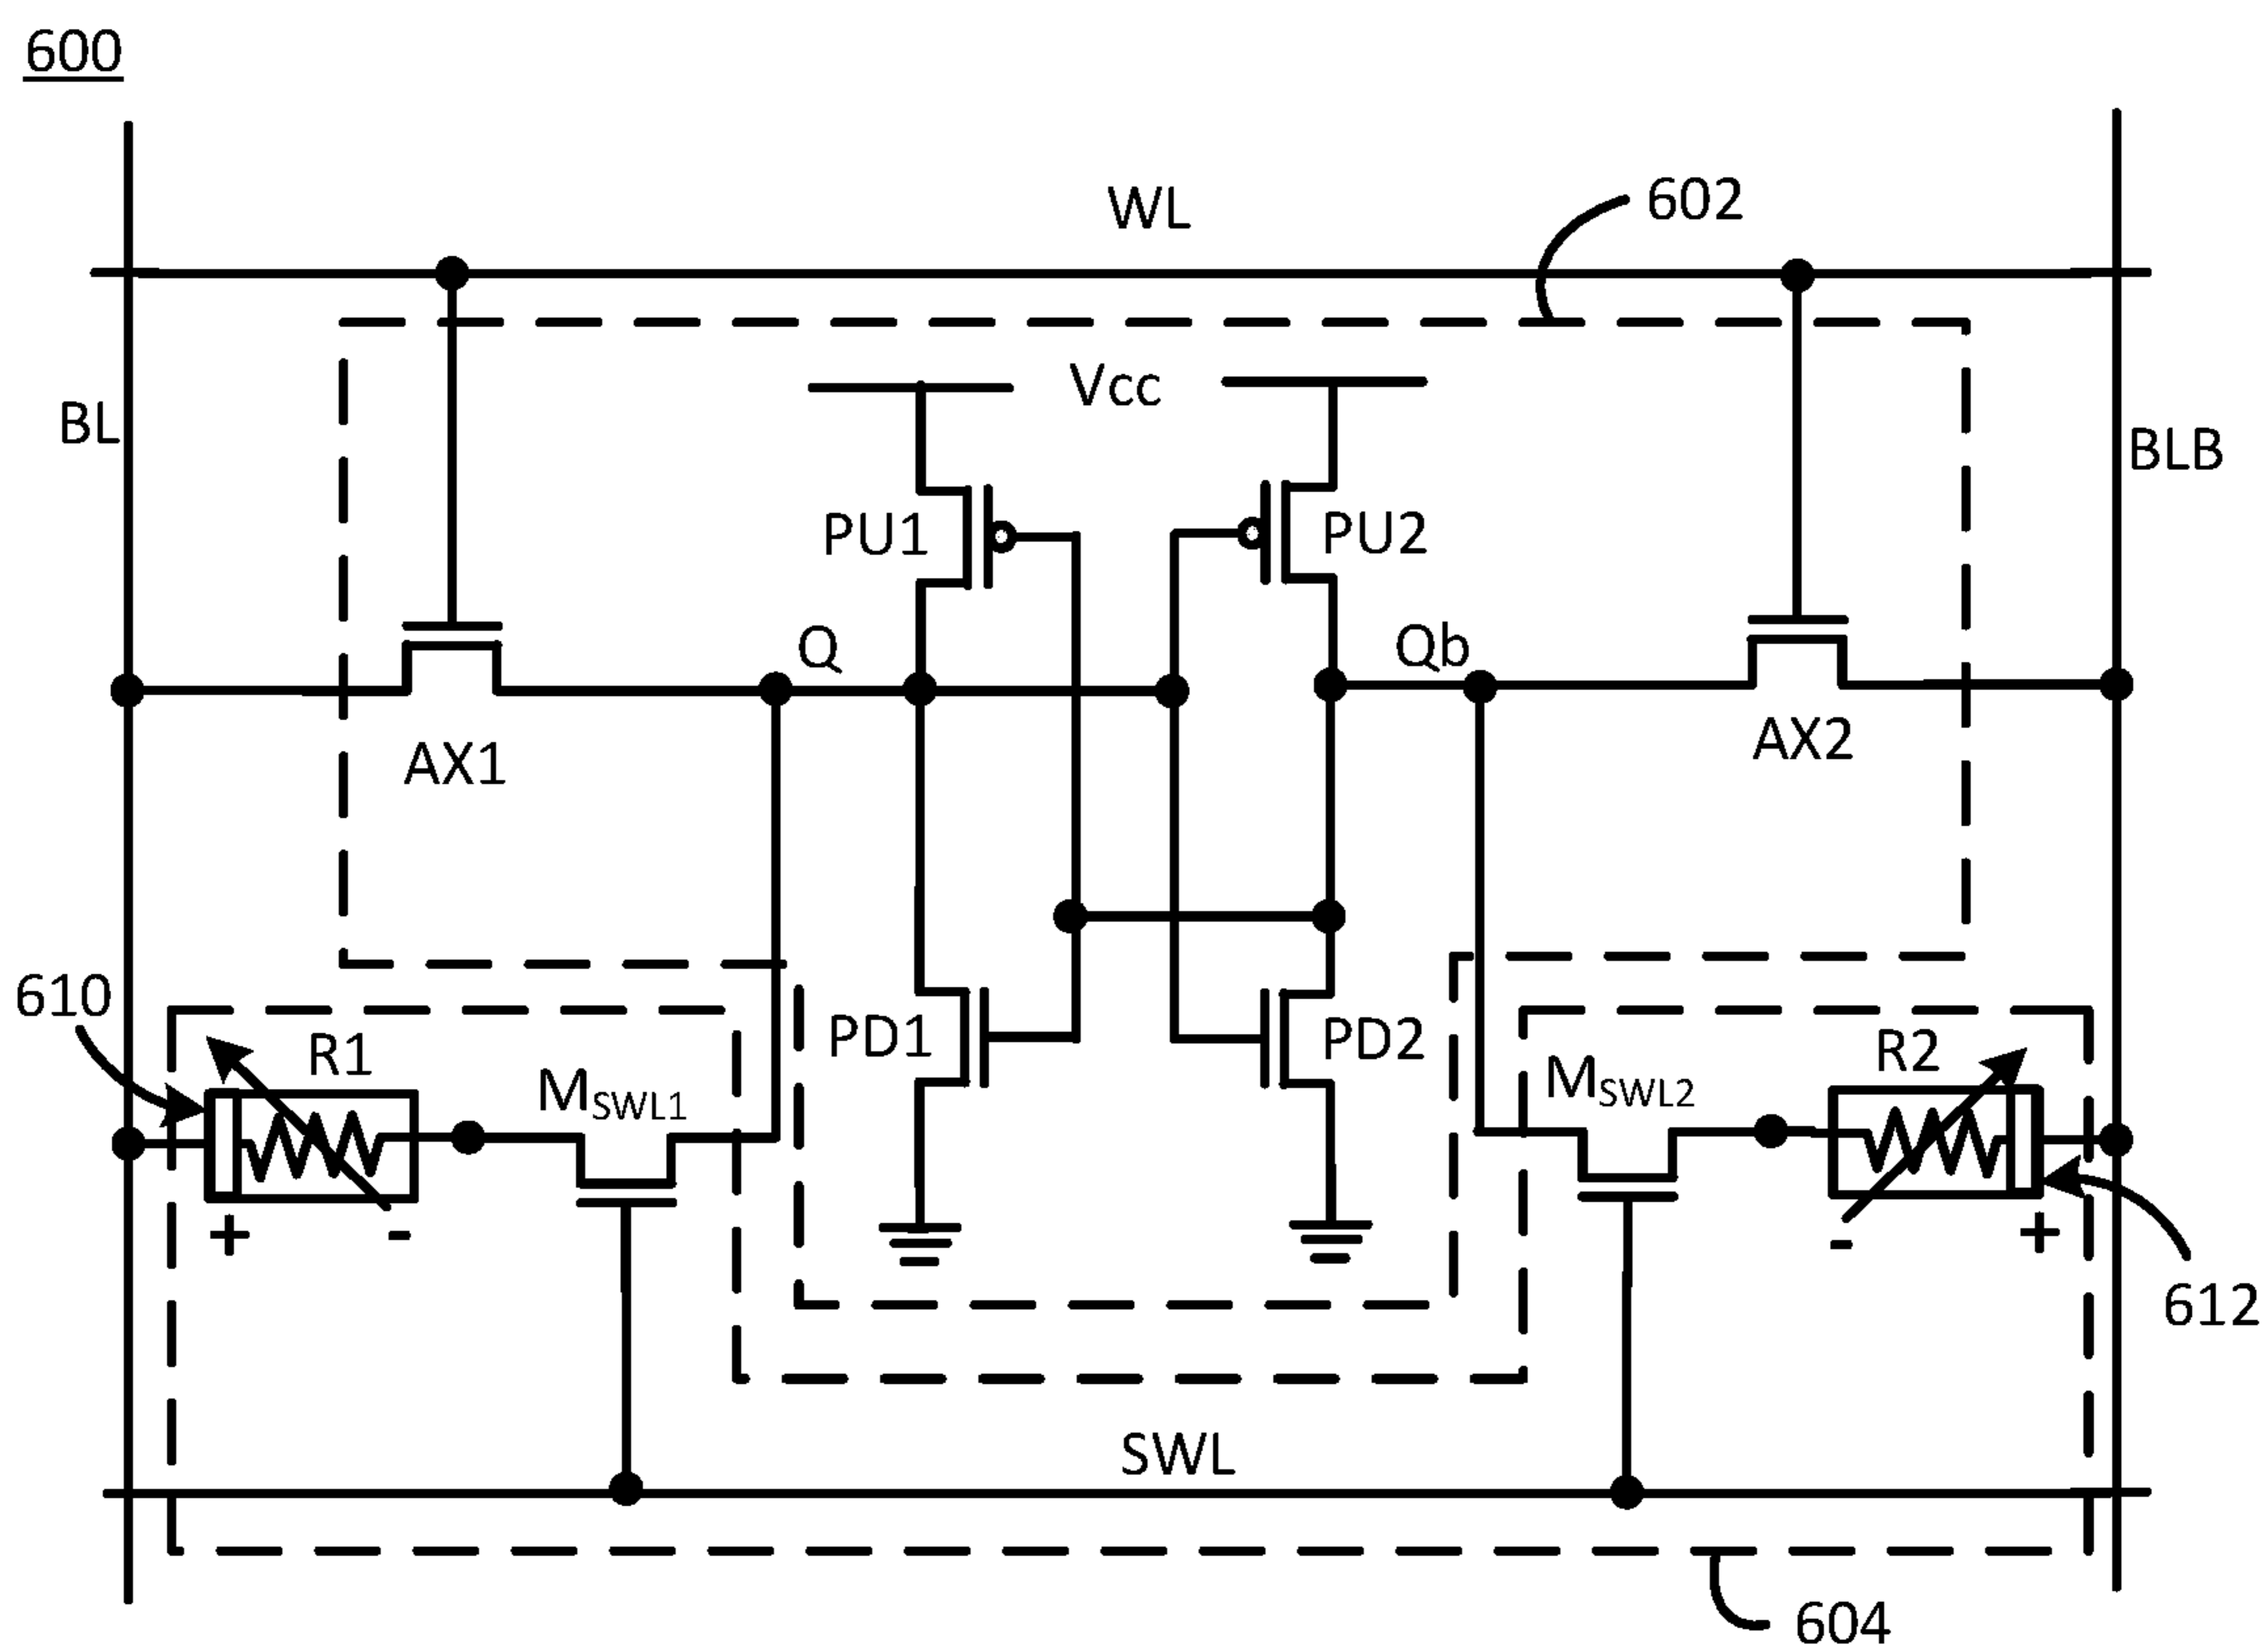 600
WL
602
Vcc
BL
BLB
PU1
PU2
Q
Qb
AX1
AX2
610
R1
MSWL1
PD1
PD2
MSWL2
R2
+ -
- +
612
SWL
604